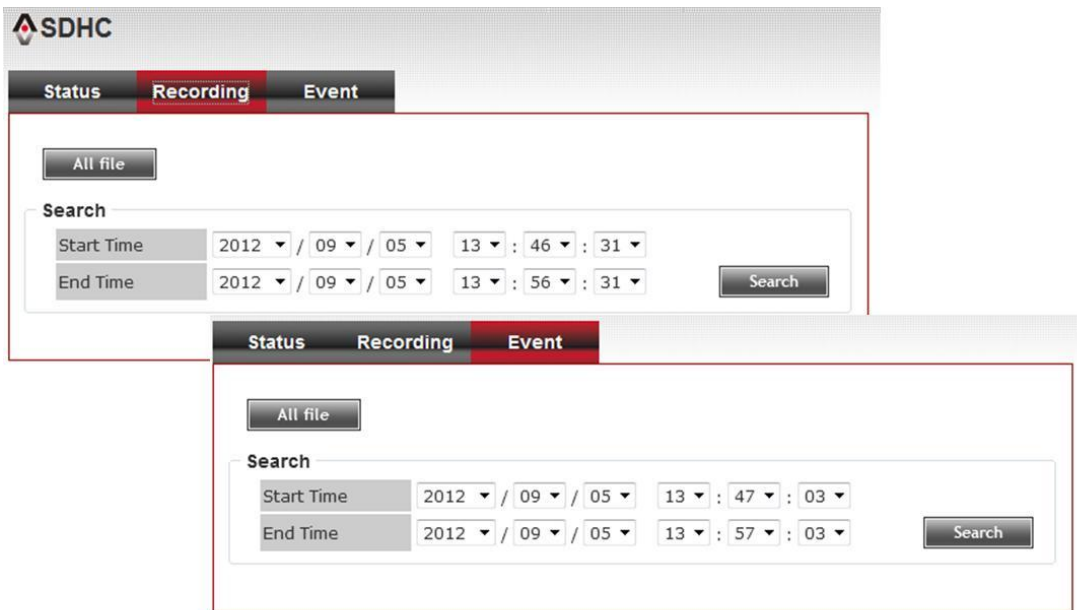 SDHC
Status Recording Event
All file
Search
Start Time 2012 / 09 / 05 13 : 46 : 31
End Time 2012 / 09 / 05 13 : 56 : 31 Search
Status Recording Event
All file
Search
Start Time 2012 / 09 / 05 13 : 47 : 03
End Time 2012 / 09 / 05 13 : 57 : 03 Search